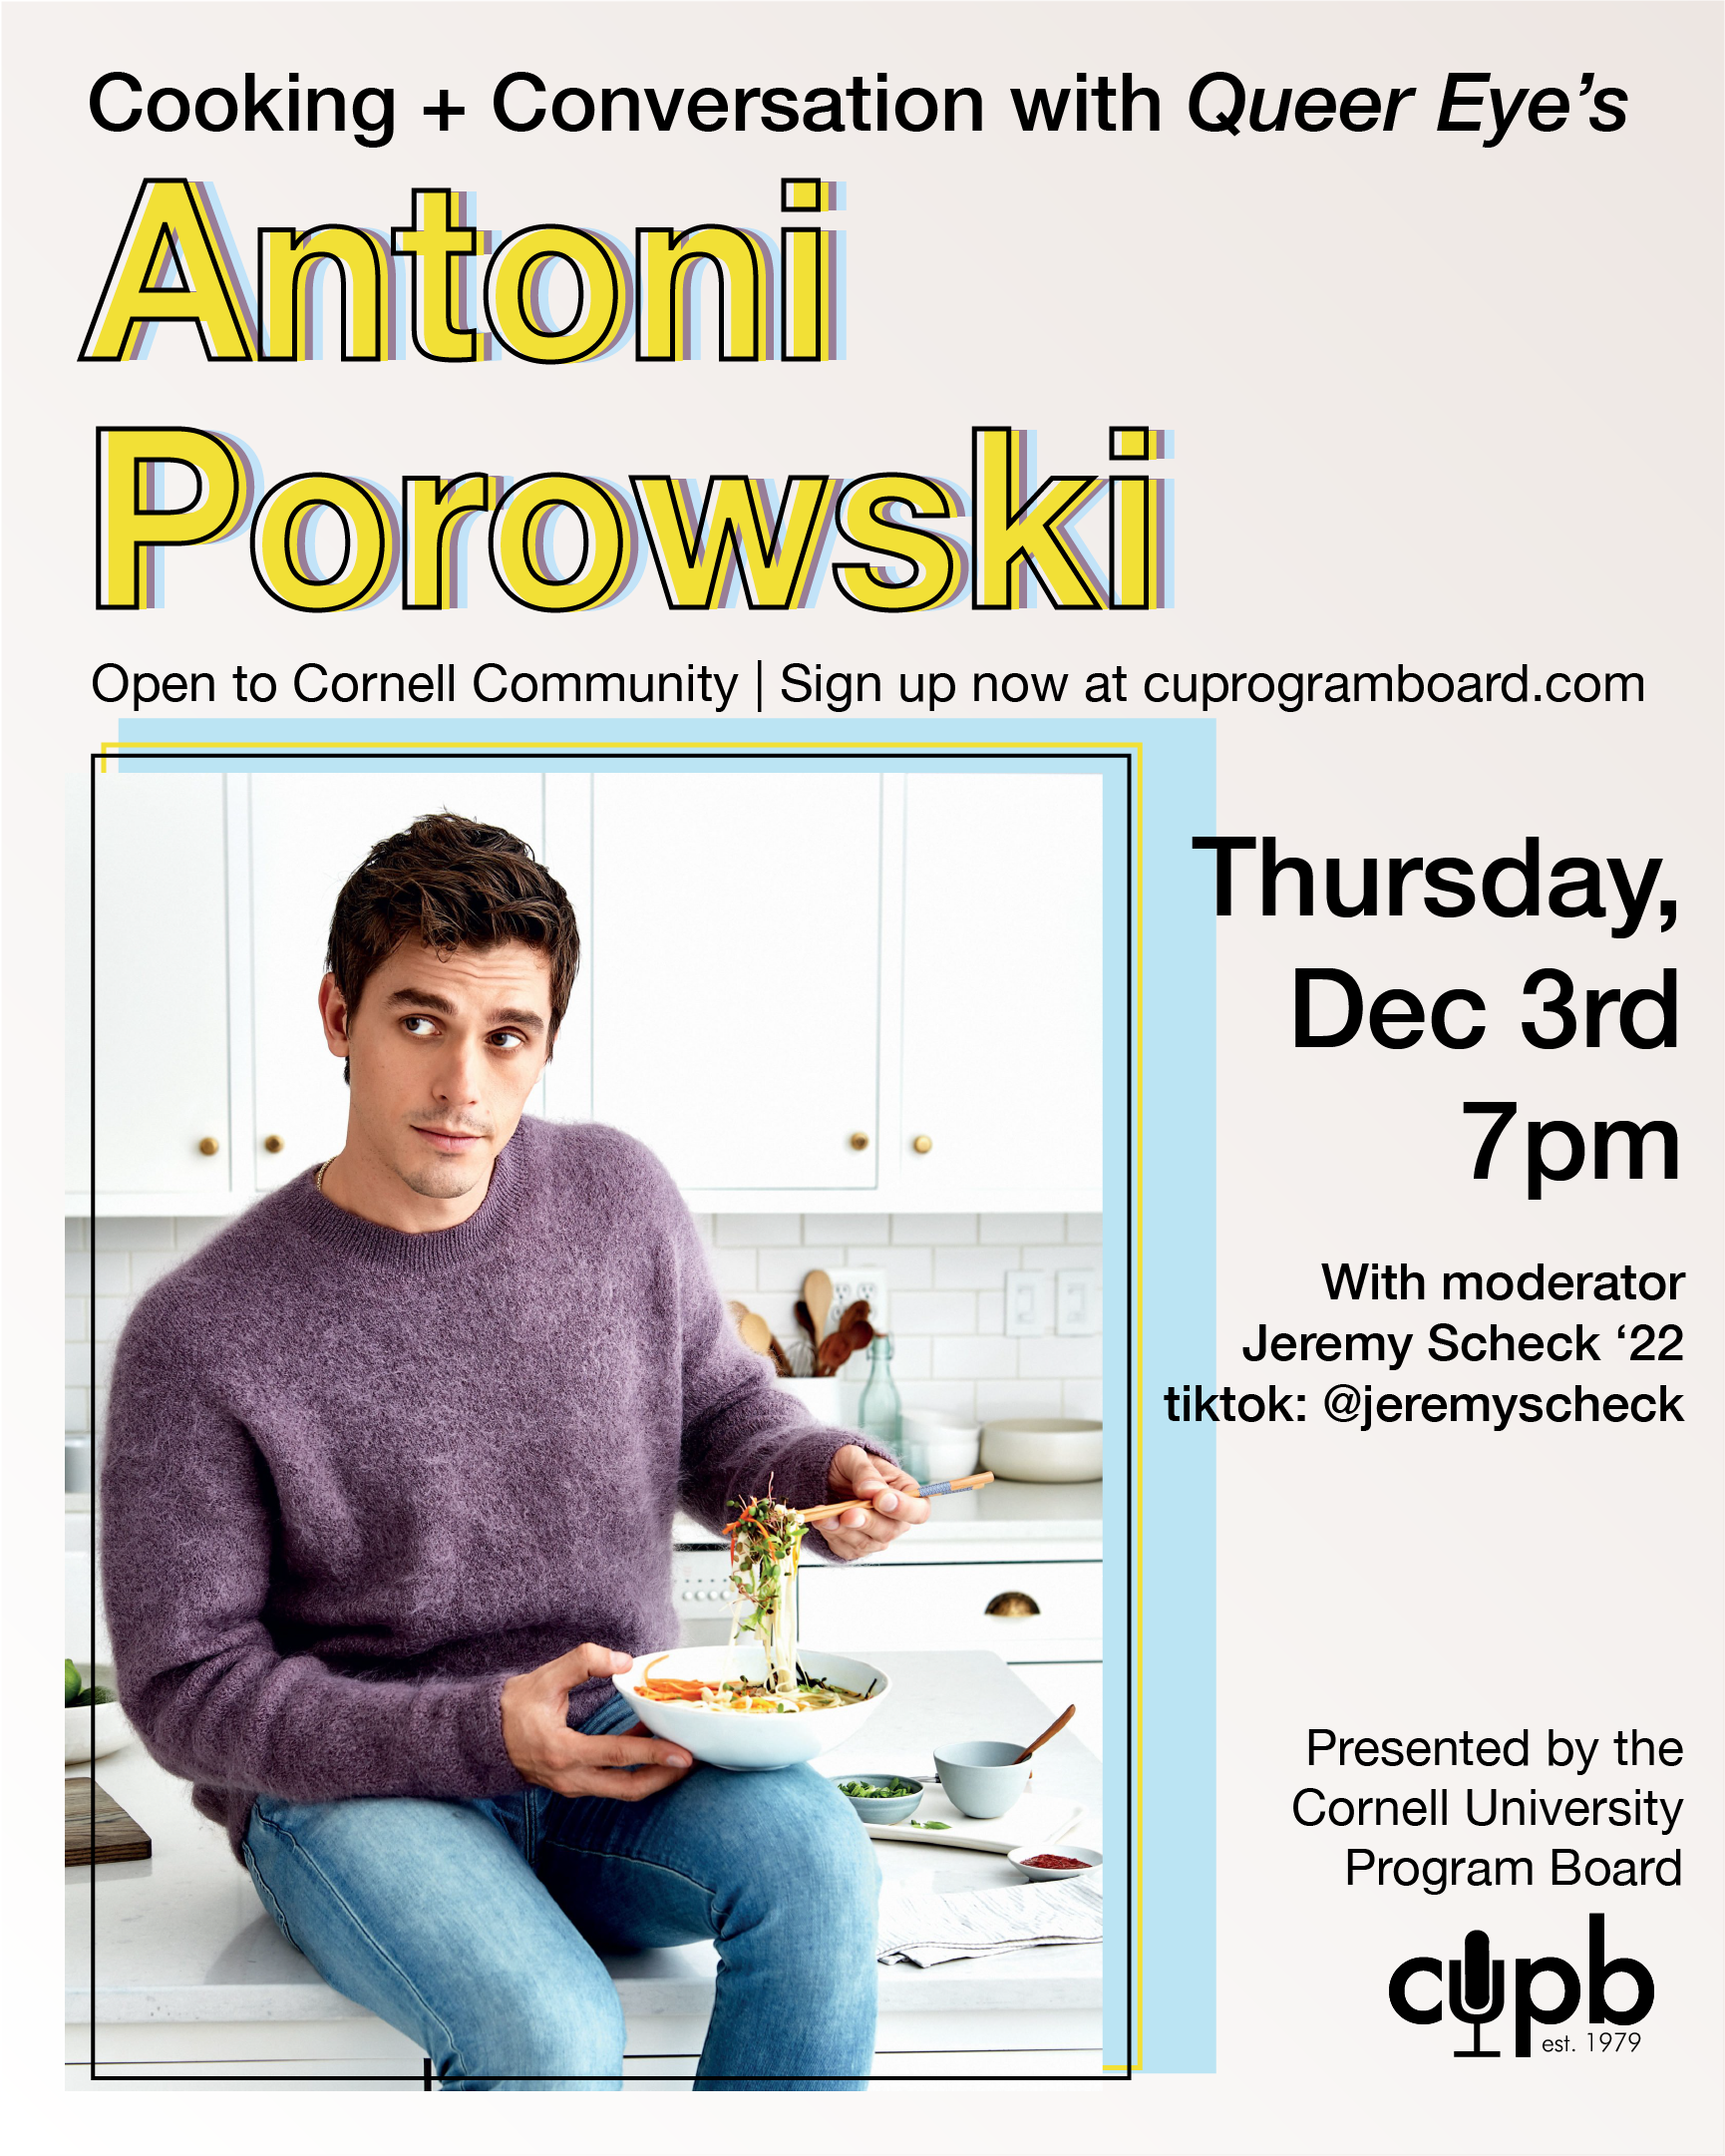 Cooking + Conversation with Queer Eye’s
Antoni
Porowski
Open to Cornell Community | Sign up now at cuprogramboard.com
Thursday,
Dec 3rd
7pm
With moderator
Jeremy Scheck ‘22
tiktok: @jeremyscheck
Presented by the
Cornell University
Program Board
cupb
est. 1979